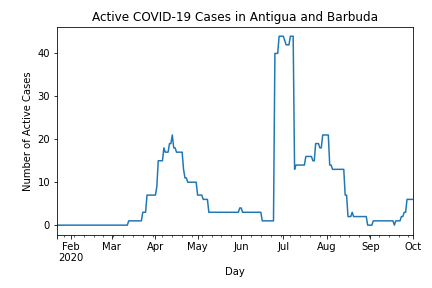 Active COVID-19 Cases in Antigua and Barbuda
Number of Active Cases
40
30
20
10
0
Feb Mar Apr May Jun Jul Aug Sep Oct
2020
Day